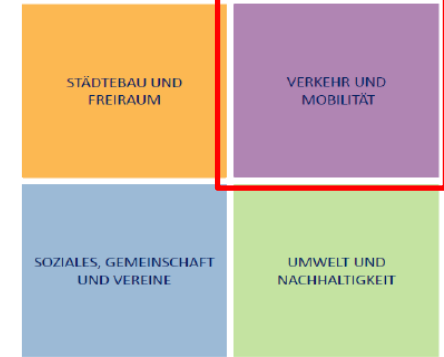 STÄDTEBAU UND
FREIRAUM
VERKEHR UND
MOBILITÄT
SOZIALES, GEMEINSCHAFT
UND VEREINE
UMWELT UND
NACHHALTIGKEIT